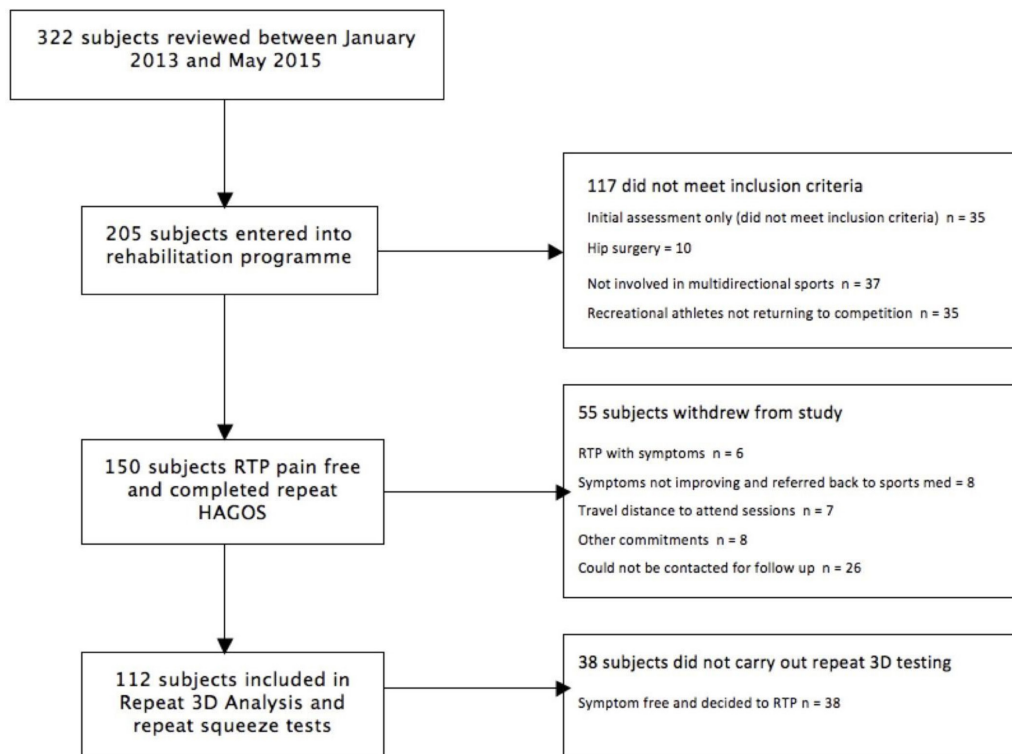 322 subjects reviewed between January
2013 and May 2015
205 subjects entered into
rehabilitation programme
117 did not meet inclusion criteria
Initial assessment only (did not meet inclusion criteria) n = 35
Hip surgery = 10
Not involved in multidirectional sports n = 37
Recreational athletes not returning to competition n = 35
150 subjects RTP pain free
and completed repeat
HAGOS
55 subjects withdrew from study
RTP with symptoms n = 6
Symptoms not improving and referred back to sports med = 8
Travel distance to attend sessions n = 7
Other commitments n = 8
Could not be contacted for follow up n = 26
112 subjects included in
Repeat 3D Analysis and
repeat squeeze tests
38 subjects did not carry out repeat 3D testing
Symptom free and decided to RTP n = 38